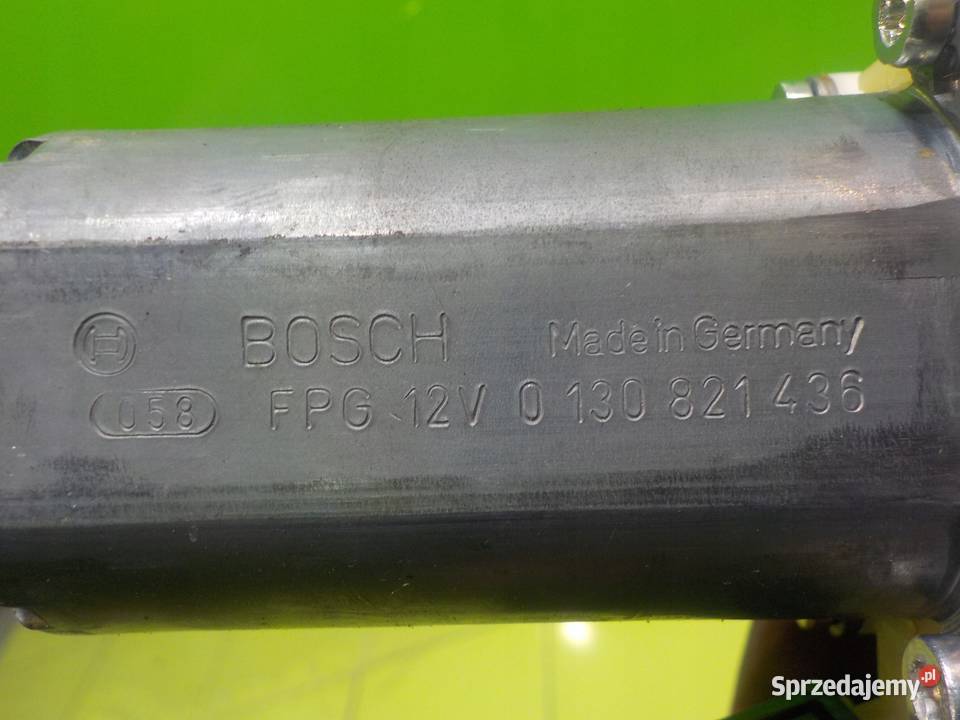 BOSCH Made in Germany
058 FPG 12V 0 130 821 436
Sprzedajemy.pl